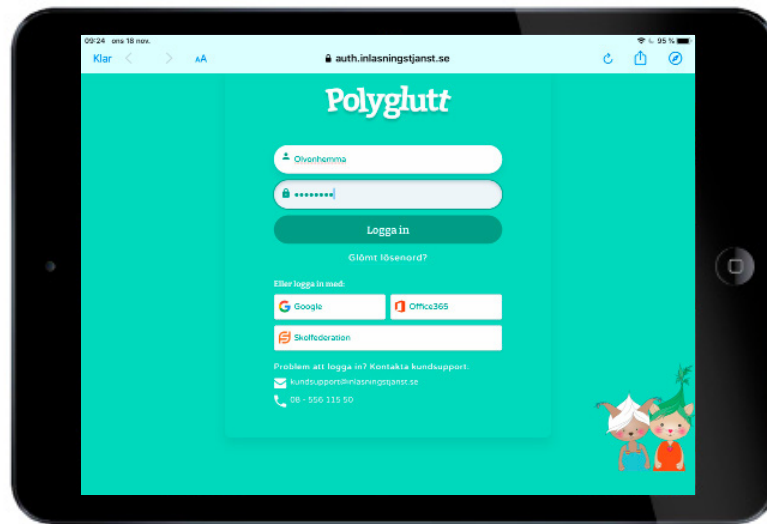 09:24 ons 18 nov.
95 %
Klar
AA
auth.inlasningstjanst.se
Polyglutt
Olvonhemma
Logga in
Glömt lösenord?
Eller logga in med:
Google
Office365
Skolfederation
Problem att logga in? Kontakta kundsupport.
kundsupport@inlasningstjanst.se
08 - 556 115 50